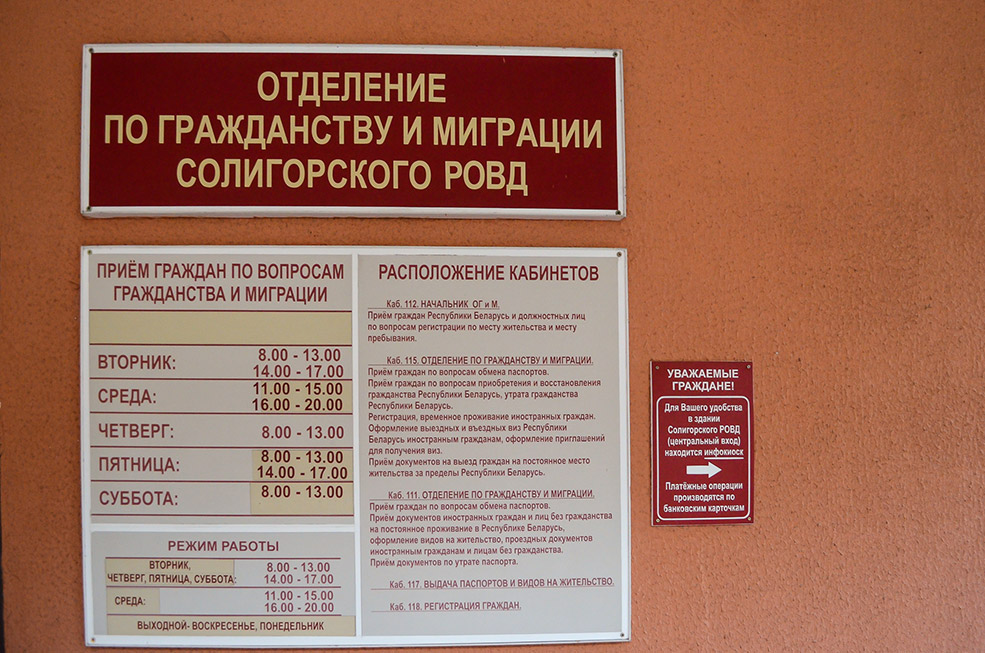 ОТДЕЛЕНИЕ
ПО ГРАЖДАНСТВУ И МИГРАЦИИ
СОЛИГОРСКОГО РОВД
ПРИЁМ ГРАЖДАН ПО ВОПРОСАМ
ГРАЖДАНСТВА И МИГРАЦИИ
ВТОРНИК: 8.00 - 13.00
14.00 - 17.00
СРЕДА: 11.00 - 15.00
16.00 - 20.00
ЧЕТВЕРГ: 8.00 - 13.00
ПЯТНИЦА: 8.00 - 13.00
14.00 - 17.00
СУББОТА: 8.00 - 13.00
РЕЖИМ РАБОТЫ
ВТОРНИК,
ЧЕТВЕРГ, ПЯТНИЦА, СУББОТА:
8.00 - 13.00
14.00 - 17.00
СРЕДА:
11.00 - 15.00
16.00 - 20.00
ВЫХОДНОЙ- ВОСКРЕСЕНЬЕ, ПОНЕДЕЛЬНИК
РАСПОЛОЖЕНИЕ КАБИНЕТОВ
Каб. 112. НАЧАЛЬНИК ОГ и М.
Приём граждан Республики Беларусь и должностных лиц
по вопросам регистрации по месту жительства и месту
пребывания.
Каб. 115. ОТДЕЛЕНИЕ ПО ГРАЖДАНСТВУ И МИГРАЦИИ.
Приём граждан по вопросам обмена паспортов.
Приём граждан по вопросам приобретения и восстановления
гражданства Республики Беларусь, утрата гражданства
Республики Беларусь.
Регистрация, временное проживание иностранных граждан.
Оформление выездных и въездных виз Республики
Беларусь иностранным гражданам, оформление приглашений
для получения виз.
Приём документов на выезд граждан на постоянное место
жительства за пределы Республики Беларусь.
Каб. 111. ОТДЕЛЕНИЕ ПО ГРАЖДАНСТВУ И МИГРАЦИИ.
Приём граждан по вопросам обмена паспортов.
Приём документов иностранных граждан и лиц без гражданства
на постоянное проживание в Республике Беларусь,
оформление видов на жительство, проездных документов
иностранным гражданам и лицам без гражданства.
Приём документов по утрате паспорта.
Каб. 117. ВЫДАЧА ПАСПОРТОВ И ВИДОВ НА ЖИТЕЛЬСТВО.
Каб. 118. РЕГИСТРАЦИЯ ГРАЖДАН.
УВАЖАЕМЫЕ
ГРАЖДАНЕ!
Для Вашего удобства
в здании
Солигорского РОВД
(центральный вход)
находится инфокиоск
Платёжные операции
производятся по
банковским карточкам